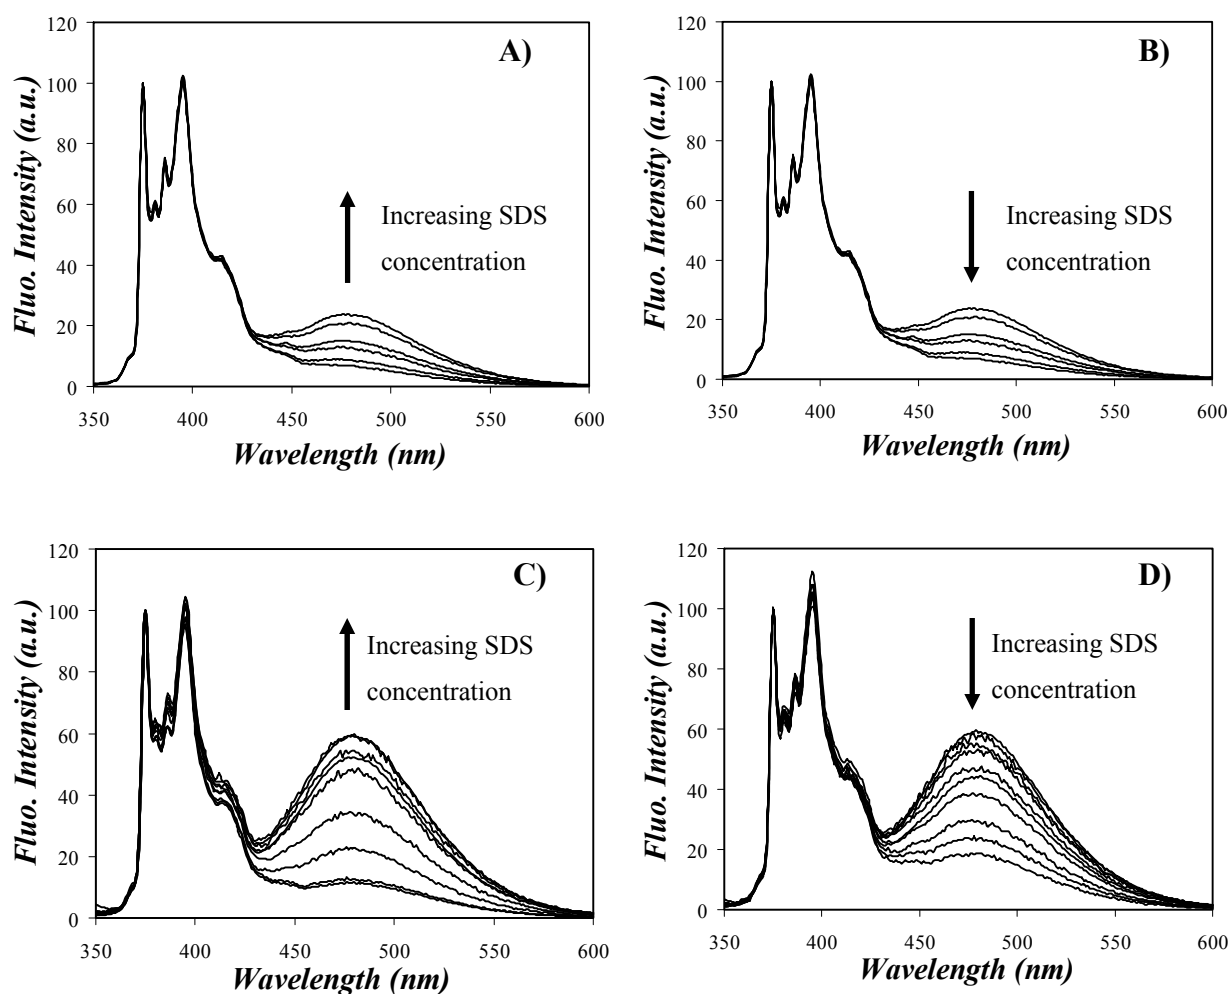 A)
120
100
80
60
40
20
0
350 400 450 500 550 600
Fluo. Intensity (a.u.)
Wavelength (nm)
Increasing SDS
concentration
B)
120
100
80
60
40
20
0
350 400 450 500 550 600
Fluo. Intensity (a.u.)
Wavelength (nm)
Increasing SDS
concentration
C)
120
100
80
60
40
20
0
350 400 450 500 550 600
Fluo. Intensity (a.u.)
Wavelength (nm)
Increasing SDS
concentration
D)
120
100
80
60
40
20
0
350 400 450 500 550 600
Fluo. Intensity (a.u.)
Wavelength (nm)
Increasing SDS
concentration